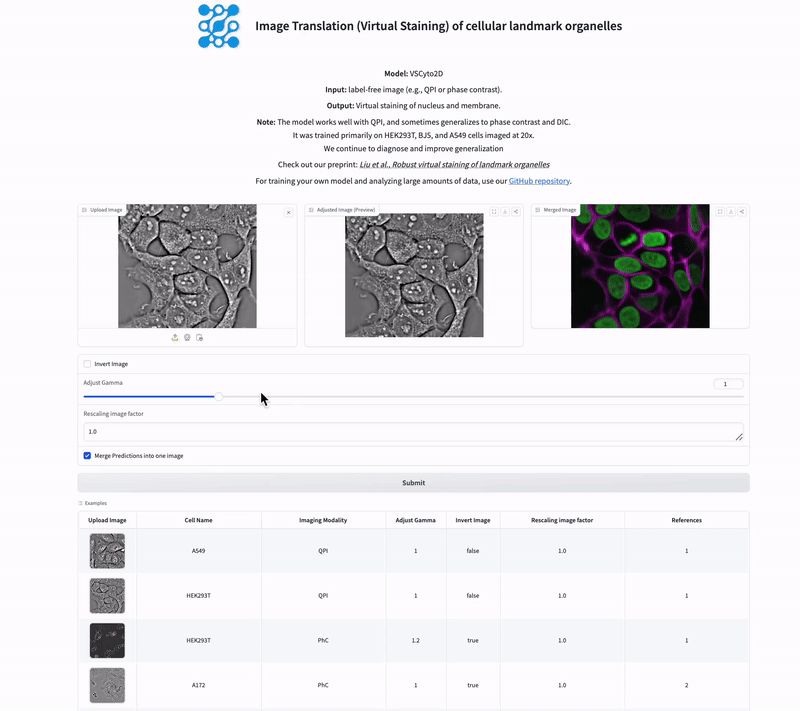 Image Translation (Virtual Staining) of cellular landmark organelles
Model: VSCyto2D
Input: label-free image (e.g., QPI or phase contrast).
Output: Virtual staining of nucleus and membrane.
Note: The model works well with QPI, and sometimes generalizes to phase contrast and DIC.
It was trained primarily on HEK293T, BJ5, and A549 cells imaged at 20x.
We continue to diagnose and improve generalization
Check out our preprint: Liu et al., Robust virtual staining of landmark organelles
For training your own model and analyzing large amounts of data, use our GitHub repository.
Upload Image
Adjusted Image (Preview)
Merged Image
Invert Image
Adjust Gamma
1
Rescaling image factor
1.0
Merge Predictions into one image
Submit
Examples
Upload Image Cell Name Imaging Modality Adjust Gamma Invert Image Rescaling image factor References
A549 QPI 1 false 1.0 1
HEK293T QPI 1 false 1.0 1
HEK293T PhC 1.2 true 1.0 1
A172 PhC 1 true 1.0 2